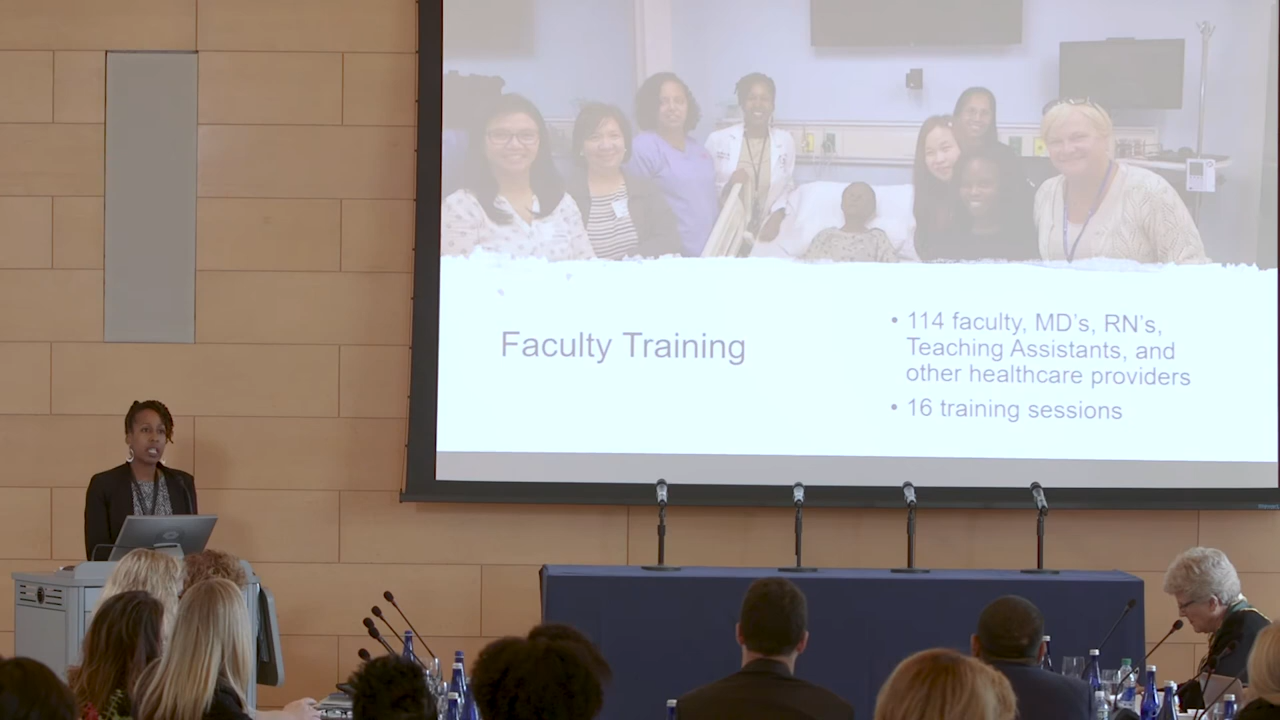 Faculty Training
• 114 faculty, MD's, RN's,
Teaching Assistants, and
other healthcare providers
• 16 training sessions